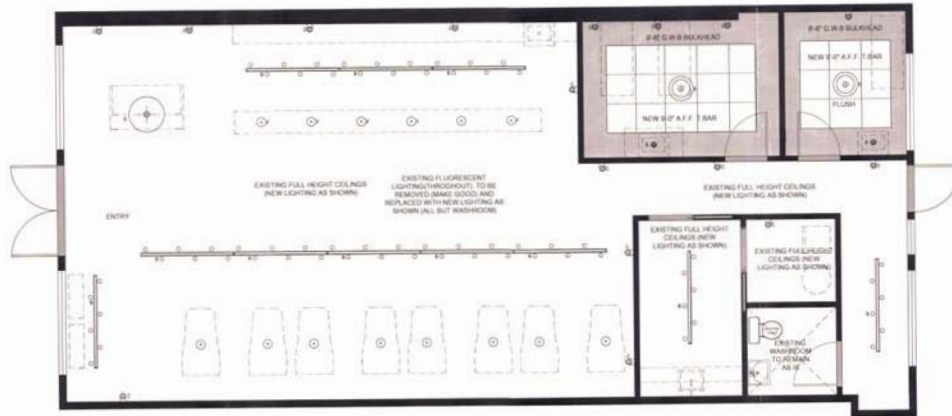 8'-6" G.W.B BULKHEAD
NEW 9'-0" A.F.F. T.BAR
8'-6" G.W.B BULKHEAD
NEW 9'-0" A.F.F. T.BAR
FLUSH
EXISTING FULL HEIGHT CEILINGS
(NEW LIGHTING AS SHOWN)
EXISTING FLUORESCENT
LIGHTING(THROGHOUT) TO BE
REMOVED (MAKE GOOD) AND
REPLACED WITH NEW LIGHTING AS
SHOWN (ALL BUT WASHROOM)
EXISTING FULL HEIGHT CEILINGS
(NEW LIGHTING AS SHOWN)
ENTRY
EXISTING FULL HEIGHT
CEILINGS (NEW
LIGHTING AS SHOWN)
EXISTING FULL HEIGHT
CEILINGS (NEW
LIGHTING AS SHOWN)
EXISTING
WASHROOM
TO REMAIN
AS IS